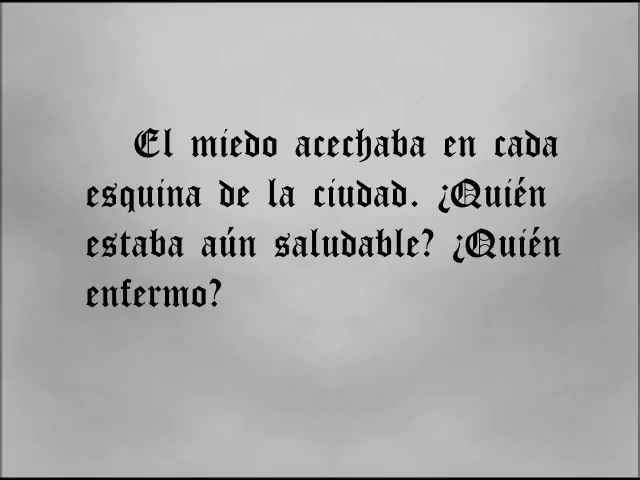 El miedo acechaba en cada
esquina de la ciudad. ¿Quién
estaba aún saludable? ¿Quién
enfermo?